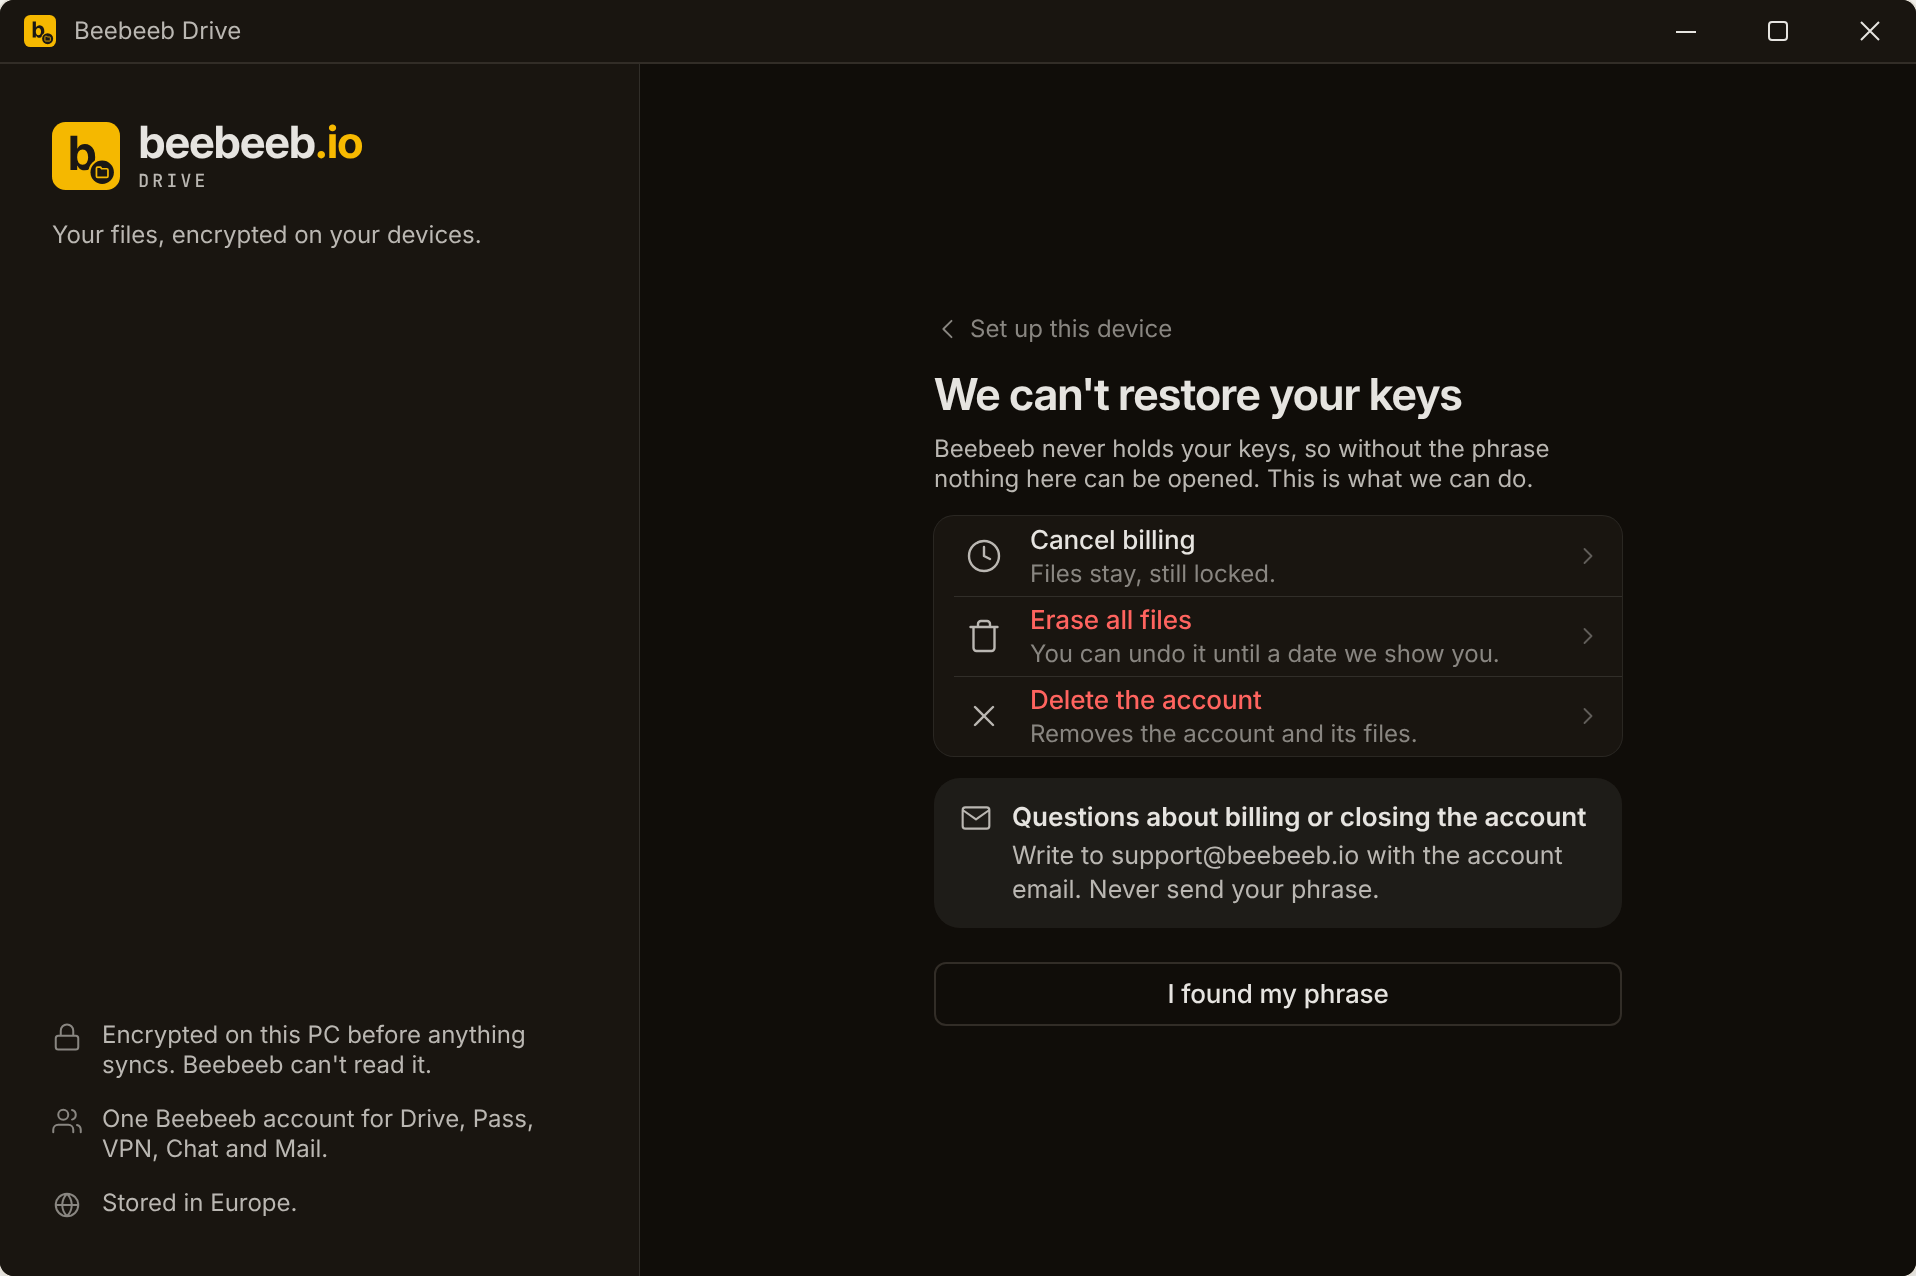 Beebeeb Drive
beebeeb.io
DRIVE
Your files, encrypted on your devices.
Set up this device
We can't restore your keys
Beebeeb never holds your keys, so without the phrase
nothing here can be opened. This is what we can do.
Cancel billing
Files stay, still locked.
Erase all files
You can undo it until a date we show you.
Delete the account
Removes the account and its files.
Questions about billing or closing the account
Write to support@beebeeb.io with the account
email. Never send your phrase.
I found my phrase
Encrypted on this PC before anything
syncs. Beebeeb can't read it.
One Beebeeb account for Drive, Pass,
VPN, Chat and Mail.
Stored in Europe.